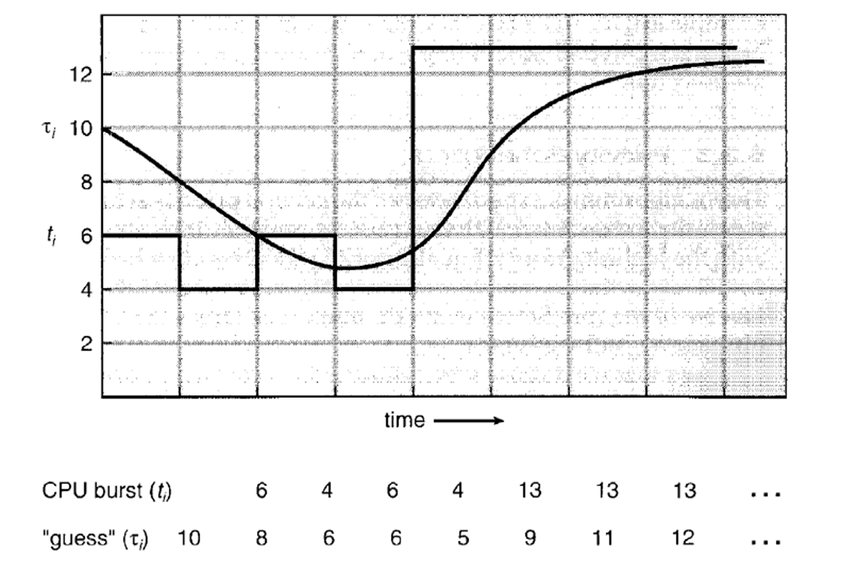 12
τi 10
8
ti 6
4
2
time
CPU burst (ti) 6 4 6 4 13 13 13 ...
"guess" (τi) 10 8 6 6 5 9 11 12 ...